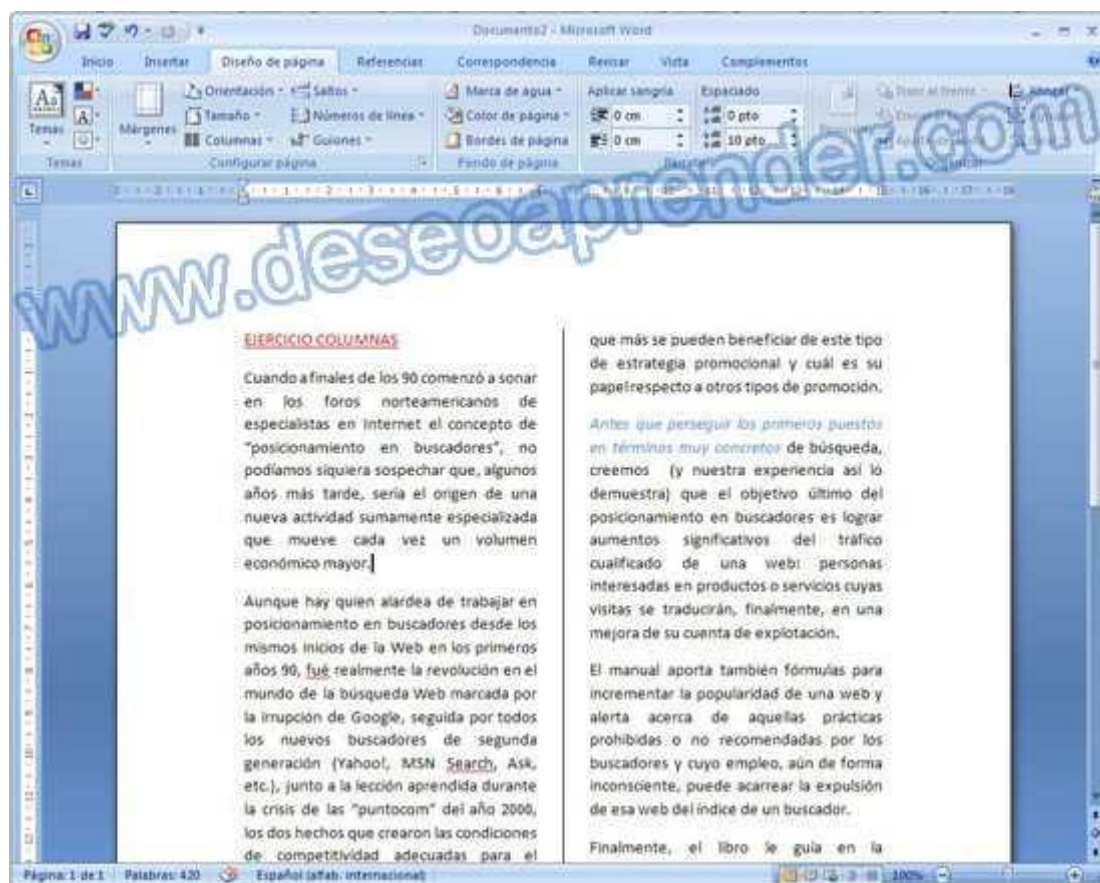 Documento2 - Microsoft Word
Inicio Insertar Diseño de página Referencias Correspondencia Revisar Vista Complementos
Orientación Saltos Marca de agua Aplicar sangría Espaciado
Tamaño Números de línea Color de página 0 cm 0 pto
Temas Márgenes Columnas Guiones Bordes de página 0 cm 10 pto
Temas Configurar página Fondo de página
www.deseoaprender.com
EJERCICIO COLUMNAS
Cuando a finales de los 90 comenzó a sonar
en los foros norteamericanos de
especialistas en Internet el concepto de
"posicionamiento en buscadores", no
podíamos siquiera sospechar que, algunos
años más tarde, sería el origen de una
nueva actividad sumamente especializada
que mueve cada vez un volumen
económico mayor.
Aunque hay quien alardea de trabajar en
posicionamiento en buscadores desde los
mismos inicios de la Web en los primeros
años 90, fué realmente la revolución en el
mundo de la búsqueda Web marcada por
la irrupción de Google, seguida por todos
los nuevos buscadores de segunda
generación (Yahoo!, MSN Search, Ask,
etc.), junto a la lección aprendida durante
la crisis de las "puntocom" del año 2000,
los dos hechos que crearon las condiciones
de competitividad adecuadas para el
que más se pueden beneficiar de este tipo
de estrategia promocional y cuál es su
papel respecto a otros tipos de promoción.
Antes que perseguir los primeros puestos
en términos muy concretos de búsqueda,
creemos (y nuestra experiencia así lo
demuestra) que el objetivo último del
posicionamiento en buscadores es lograr
aumentos significativos del tráfico
cualificado de una web: personas
interesadas en productos o servicios cuyas
visitas se traducirán, finalmente, en una
mejora de su cuenta de explotación.
El manual aporta también fórmulas para
incrementar la popularidad de una web y
alerta acerca de aquellas prácticas
prohibidas o no recomendadas por los
buscadores y cuyo empleo, aún de forma
inconsciente, puede acarrear la expulsión
de esa web del índice de un buscador.
Finalmente, el libro le guía en la
Página: 1 de 1 Palabras: 420 Español (alfab. internacional) 100%